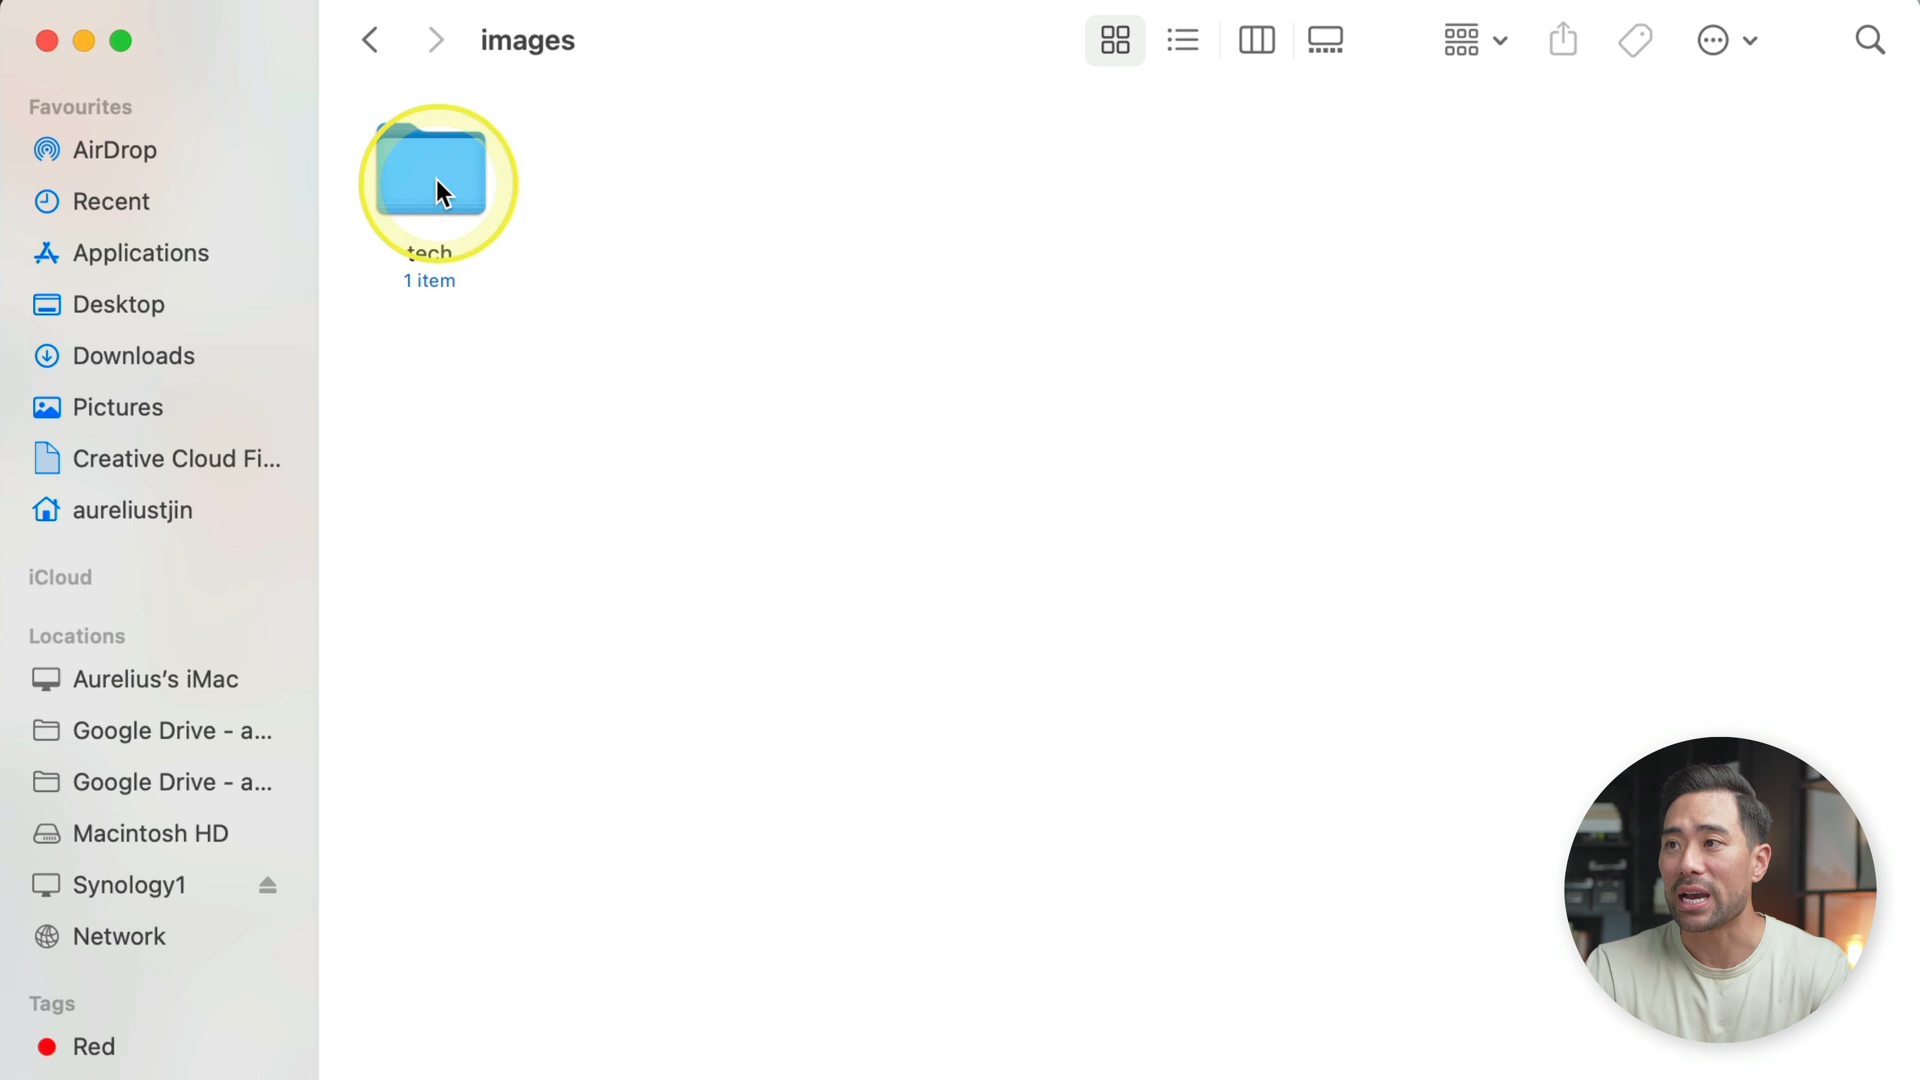 images
Favourites
AirDrop
Recent
Applications
Desktop
Downloads
Pictures
Creative Cloud Fi...
aureliustjin
iCloud
Locations
Aurelius's iMac
Google Drive - a...
Google Drive - a...
Macintosh HD
Synology1
Network
Tags
Red
tech
1 item